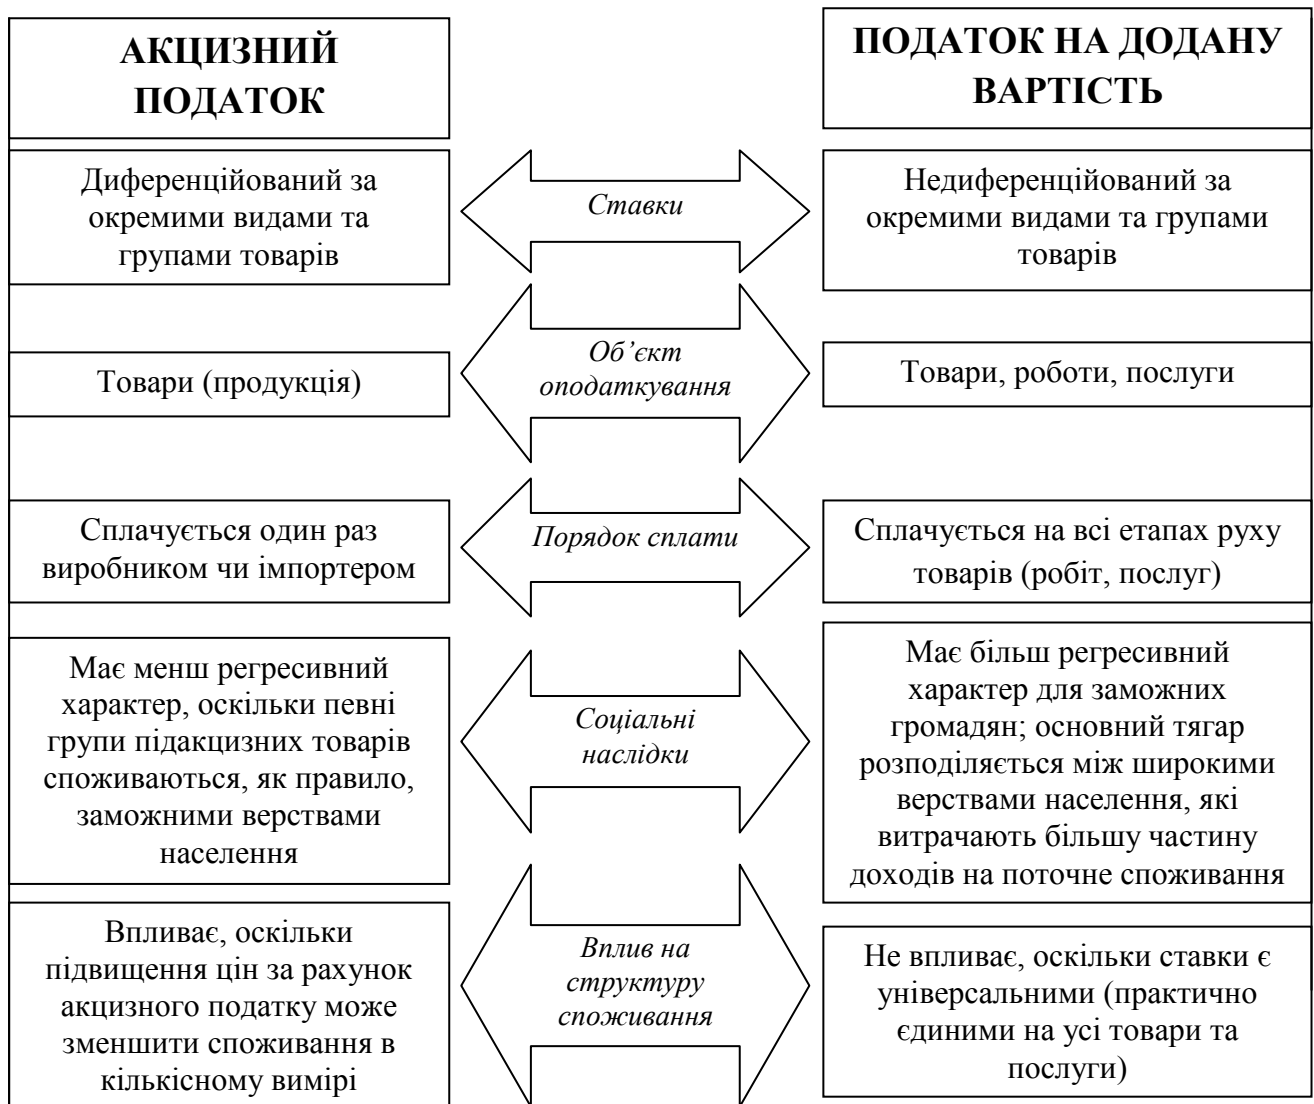 АКЦИЗНИЙ
ПОДАТОК
ПОДАТОК НА ДОДАНУ
ВАРТІСТЬ
Диференційований за
окремими видами та
групами товарів
Ставки
Недиференційований за
окремими видами та групами
товарів
Товари (продукція)
Об’єкт
оподаткування
Товари, роботи, послуги
Сплачується один раз
виробником чи імпортером
Порядок сплати
Сплачується на всі етапах руху
товарів (робіт, послуг)
Має менш регресивний
характер, оскільки певні
групи підакцизних товарів
споживаються, як правило,
заможними верствами
населення
Соціальні
наслідки
Має більш регресивний
характер для заможних
громадян; основний тягар
розподіляється між широкими
верствами населення, які
витрачають більшу частину
доходів на поточне споживання
Впливає, оскільки
підвищення цін за рахунок
акцизного податку може
зменшити споживання в
кількісному вимірі
Вплив на
структуру
споживання
Не впливає, оскільки ставки є
універсальними (практично
єдиними на усі товари та
послуги)